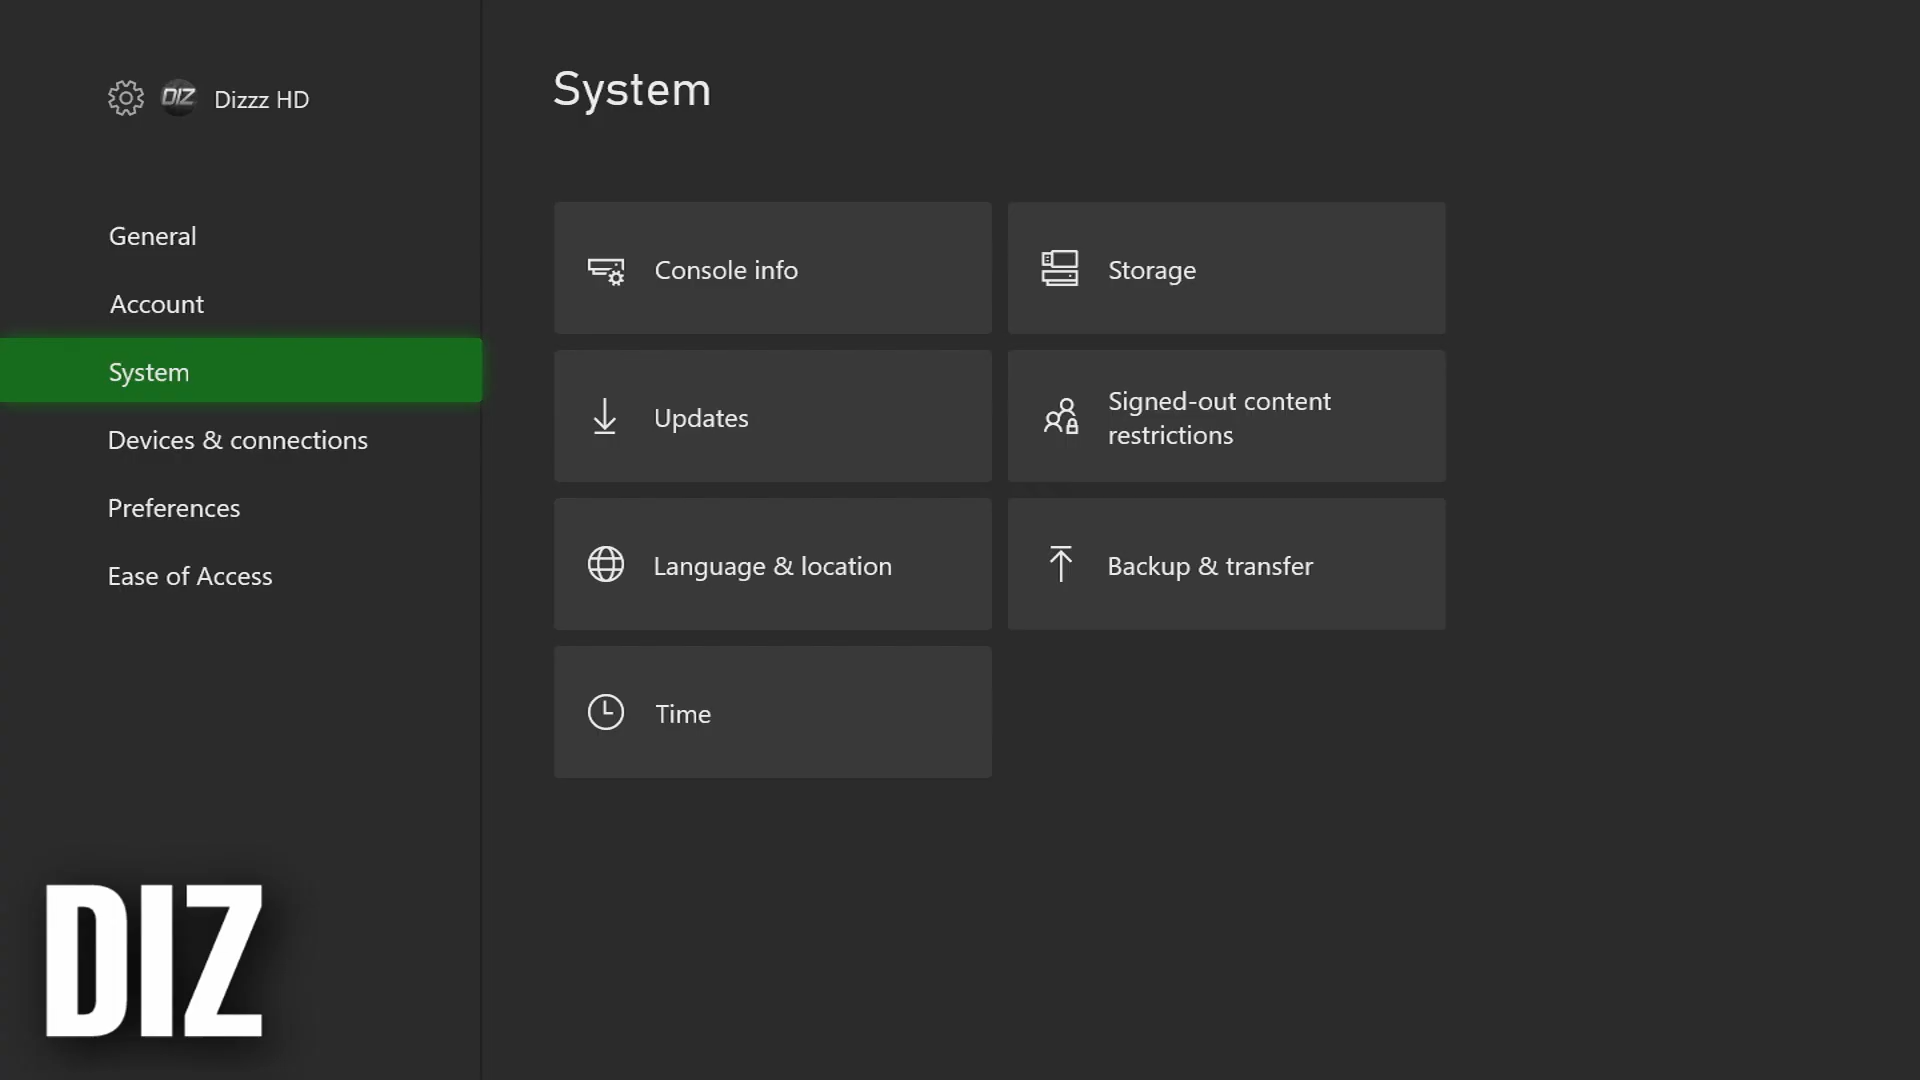 DIZ
Dizzz HD
General
Account
System
Devices & connections
Preferences
Ease of Access
System
Console info
Storage
Updates
Signed-out content
restrictions
Language & location
Backup & transfer
Time
DIZ